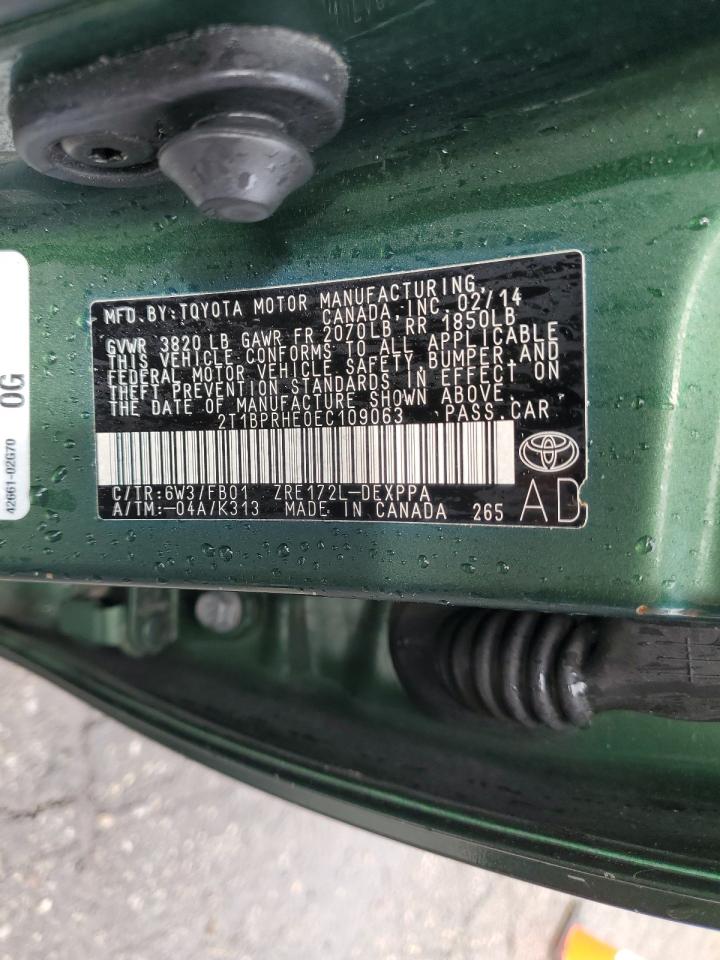 MFD.BY:TOYOTA MOTOR MANUFACTURING,
CANADA,INC. 02/14
GVWR 3820 LB GAWR FR 2070LB RR 1850LB
THIS VEHICLE CONFORMS TO ALL APPLICABLE
FEDERAL MOTOR VEHICLE SAFETY, BUMPER,AND
THEFT PREVENTION STANDARDS IN EFFECT ON
THE DATE OF MANUFACTURE SHOWN ABOVE.
2T1BPRHE0EC109063 PASS.CAR
C/TR:6W3/FB01 ZRE172L-DEXPPA
A/TM:-04A/K313 MADE IN CANADA 265
AD
0G
42661-02G70